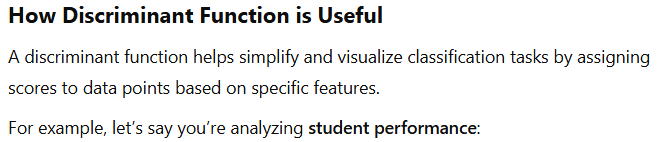 How Discriminant Function is Useful
A discriminant function helps simplify and visualize classification tasks by assigning
scores to data points based on specific features.
For example, let’s say you’re analyzing student performance: